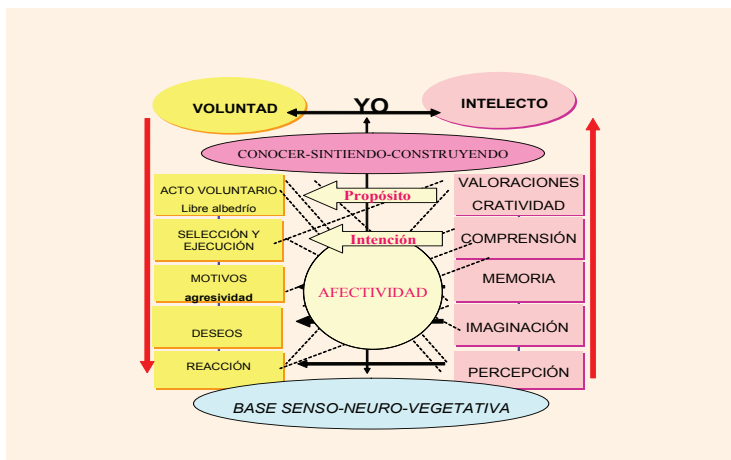 VOLUNTAD
YO
INTELECTO
CONOCER-SINTIENDO-CONSTRUYENDO
ACTO VOLUNTARIO
Libre albedrío
Propósito
VALORACIONES
CRATIVIDAD
SELECCIÓN Y
EJECUCIÓN
Intención
COMPRENSIÓN
MOTIVOS
agresividad
AFECTIVIDAD
MEMORIA
DESEOS
IMAGINACIÓN
REACCIÓN
PERCEPCIÓN
BASE SENSO-NEURO-VEGETATIVA